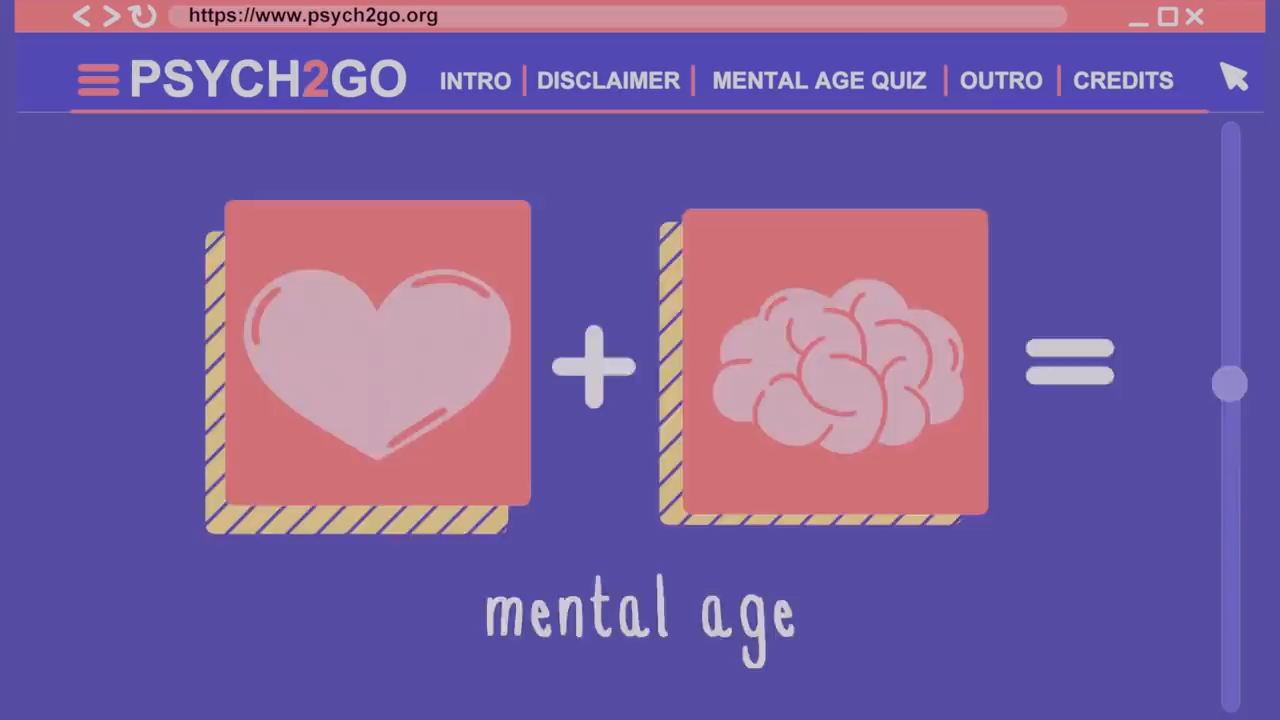 https://www.psych2go.org
PSYCH2GO INTRO | DISCLAIMER | MENTAL AGE QUIZ | OUTRO | CREDITS
mental age